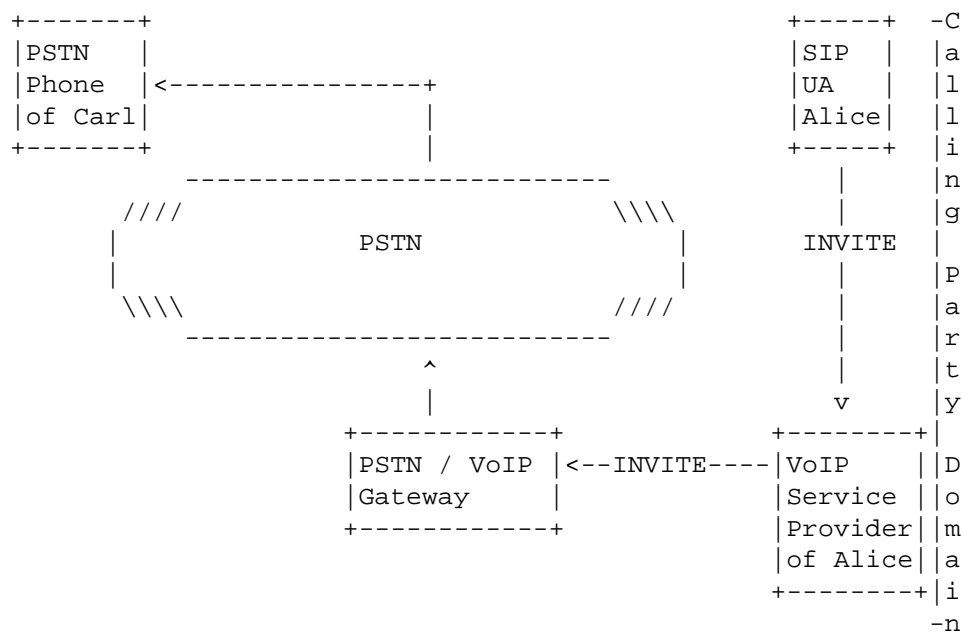 PSTN
Phone
of Carl
SIP
UA
Alice
PSTN
INVITE
PSTN / VoIP
Gateway
INVITE
VoIP
Service
Provider
of Alice
Calling Party Domain